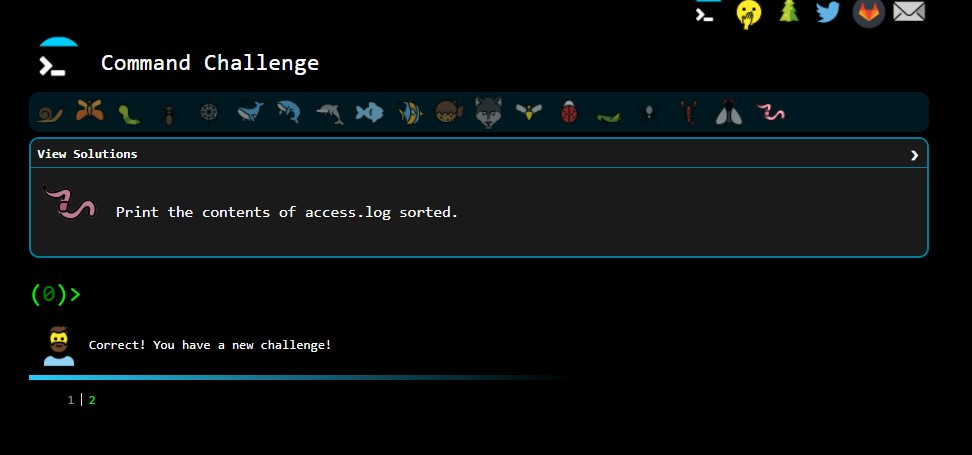 Command Challenge
View Solutions
Print the contents of access.log sorted.
(0)>
Correct! You have a new challenge!
1 2